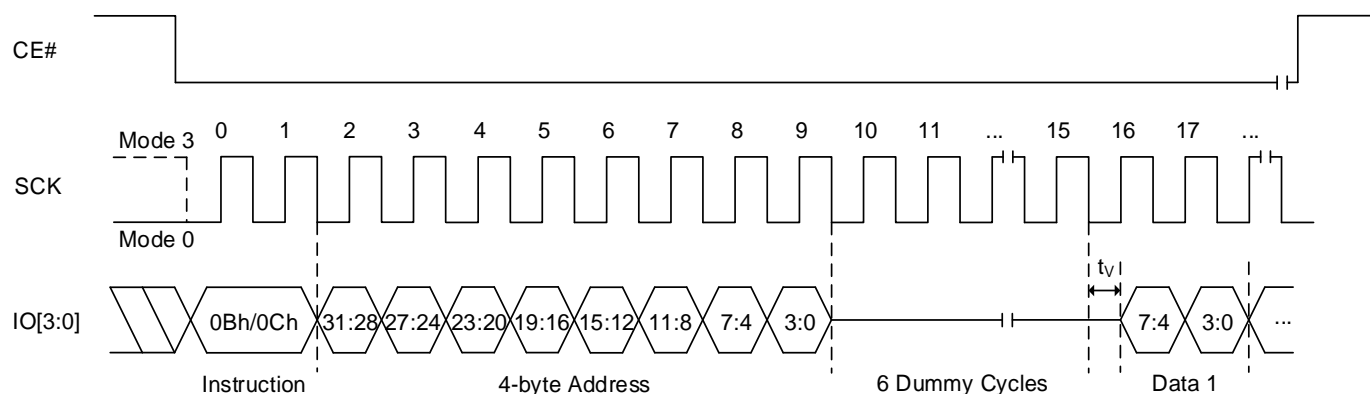 CE#
0 1 2 3 4 5 6 7 8 9 10 11 ... 15 16 17 ...
Mode 3
SCK
Mode 0
tV
IO[3:0] 0Bh/0Ch 31:28 27:24 23:20 19:16 15:12 11:8 7:4 3:0 7:4 3:0 ...
Instruction 4-byte Address 6 Dummy Cycles Data 1